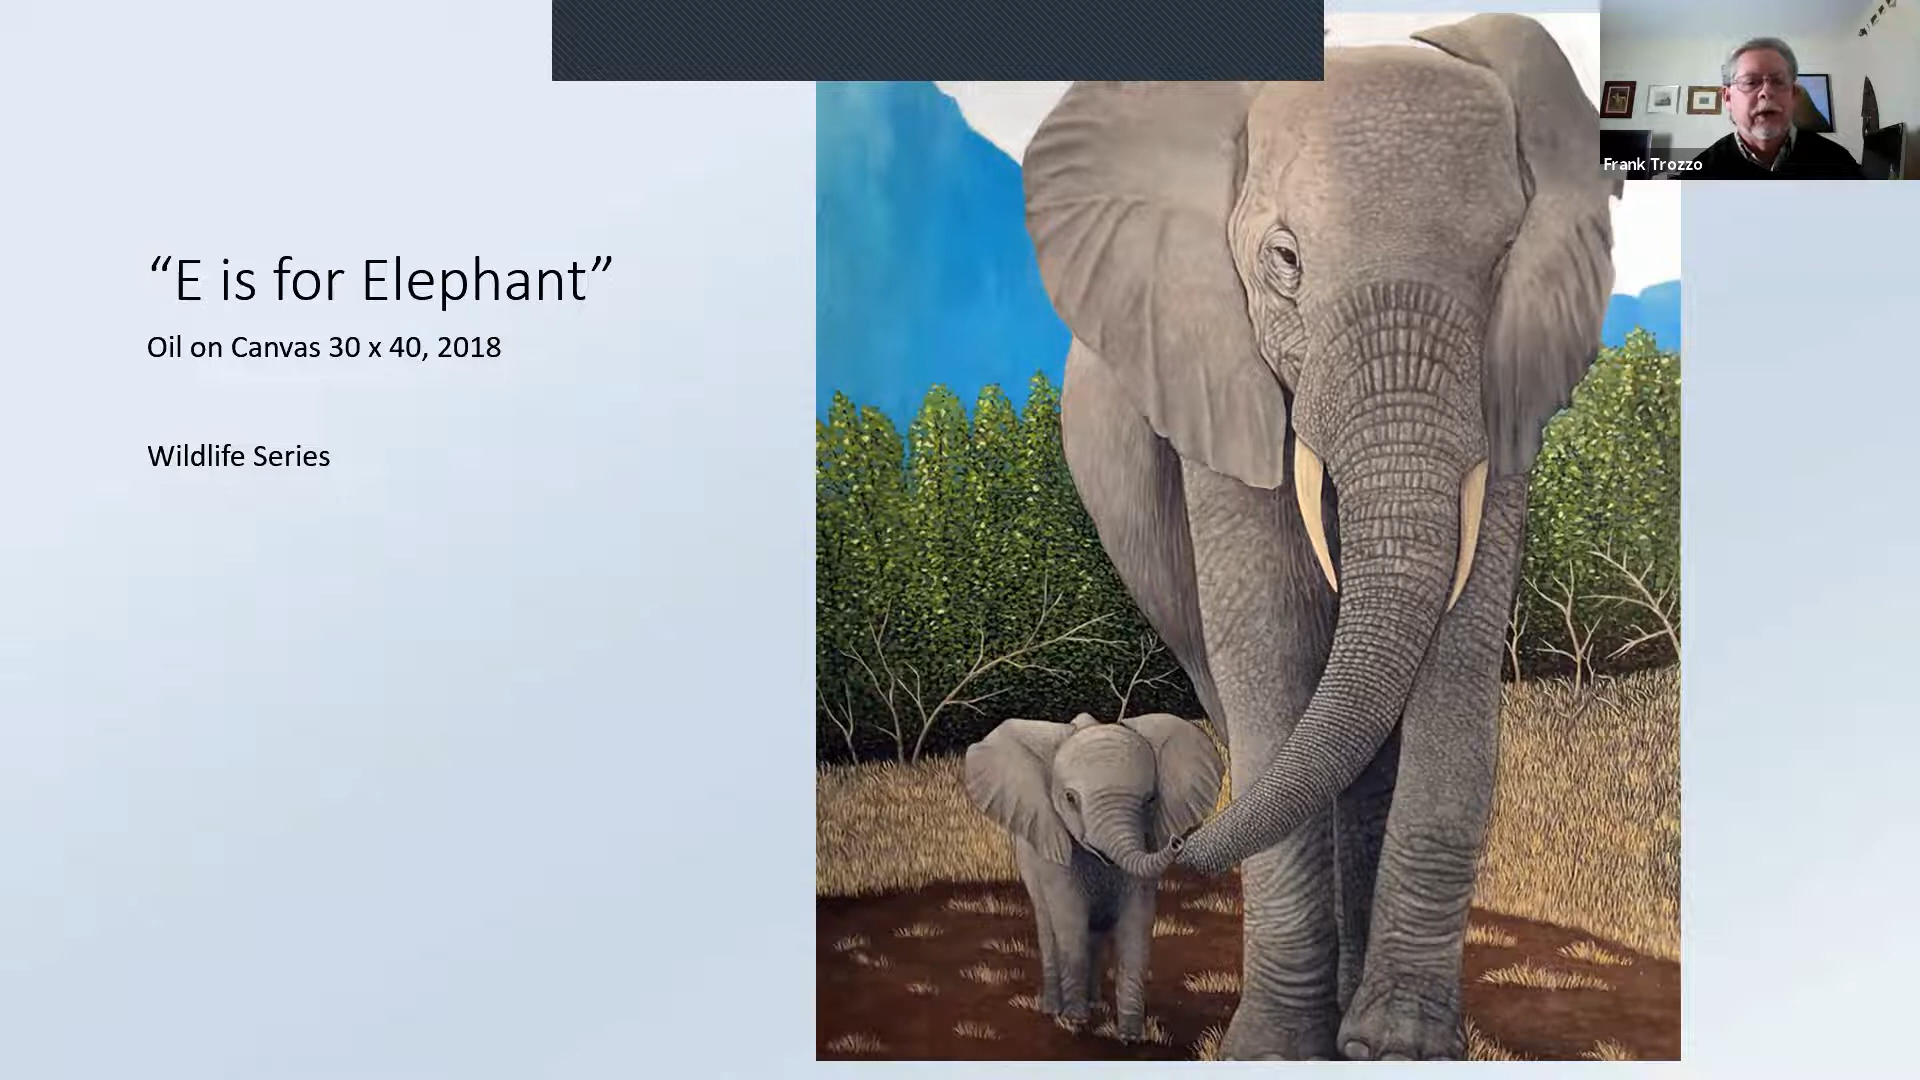 “E is for Elephant”
Oil on Canvas 30 x 40, 2018
Wildlife Series
Frank Trozzo